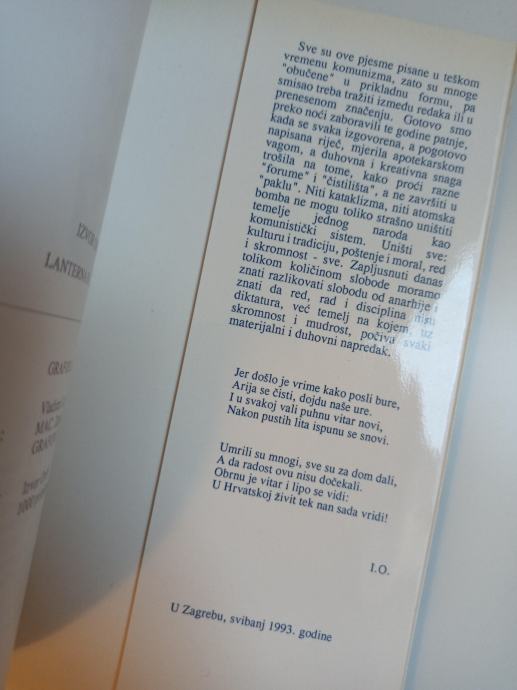 Sve su ove pjesme pisane u teškom
vremenu komunizma, zato su mnoge
"obučene" u prikladnu formu, pa
smisao treba tražiti između redaka ili u
prenesenom značenju. Gotovo smo
preko noći zaboravili te godine patnje,
kada se svaka izgovorena, a pogotovo
napisana riječ, mjerila apotekarskom
vagom, a duhovna i kreativna snaga
trošila na tome, kako proći razne
"forume" i "čistilišta", a ne završiti u
"paklu". Niti kataklizma, niti atomska
bomba ne mogu toliko strašno uništiti
temelje jednog naroda kao
komunistički sistem. Uništi sve:
kulturu i tradiciju, poštenje i moral, red
i skromnost - sve. Zapljusnuti danas
tolikom količinom slobode moramo
znati razlikovati slobodu od anarhije i
znati da red, rad i disciplina nisu
diktatura, već temelj na kojem, uz
skromnost i mudrost, počiva svaki
materijalni i duhovni napredak.
Jer došlo je vrime kako posli bure,
Arija se čisti, dojdu naše ure.
I u svakoj vali puhnu vitar novi,
Nakon pustih lita ispunu se snovi.
Umrili su mnogi, sve su za dom dali,
A da radost ovu nisu dočekali.
Obrnu je vitar i lipo se vidi:
U Hrvatskoj živit tek nan sada vridi!
I.O.
U Zagrebu, svibanj 1993. godine
LANTERNA